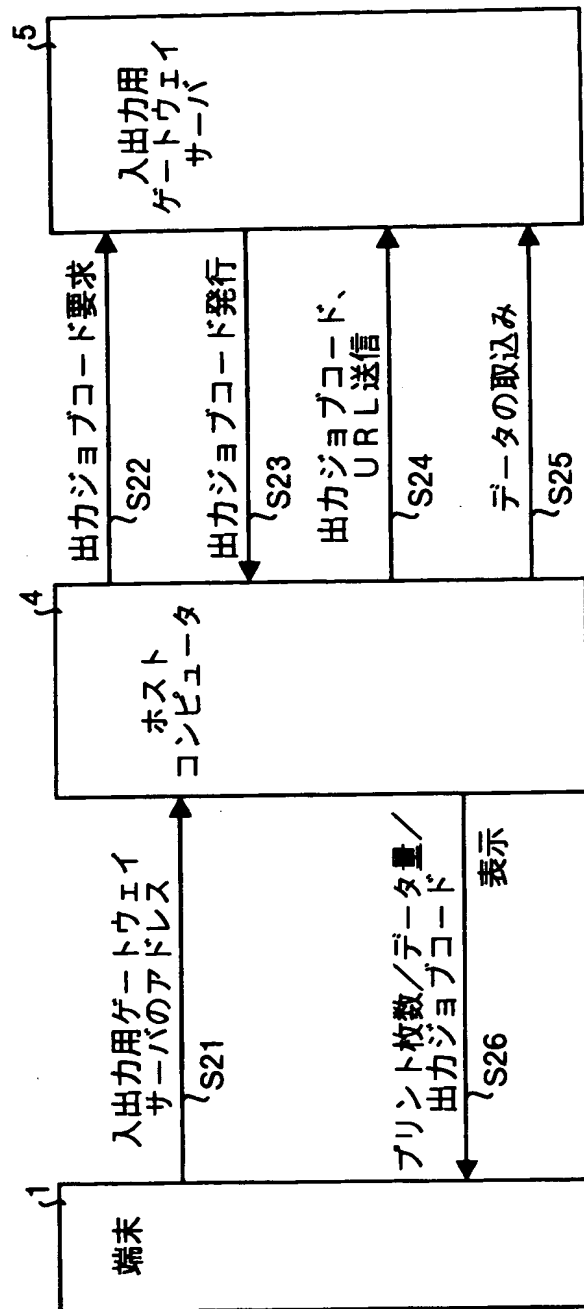 1
端末
入出力用ゲートウェイ
サーバのアドレス
S21
プリント枚数/データ量/
出力ジョブコード
表示
S26
4
ホスト
コンピュータ
出力ジョブコード要求
S22
出力ジョブコード発行
S23
出力ジョブコード、
URL送信
S24
データの取込み
S25
5
入出力用
ゲートウェイ
サーバ